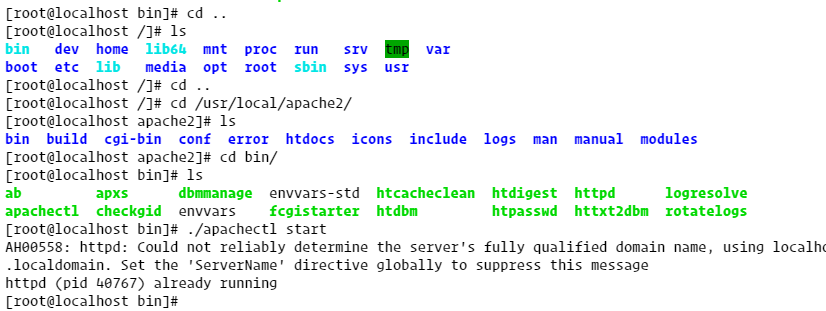 [root@localhost bin]# cd ..
[root@localhost /]# ls
bin   dev  home  lib64  mnt  proc  run   srv  tmp  var
boot  etc  lib   media  opt  root  sbin  sys  usr
[root@localhost /]# cd ..
[root@localhost /]# cd /usr/local/apache2/
[root@localhost apache2]# ls
bin  build  cgi-bin  conf  error  htdocs  icons  include  logs  man  manual  modules
[root@localhost apache2]# cd bin/
[root@localhost bin]# ls
ab         apxs      dbmmanage  envvars-std  htcacheclean  htdigest  httpd      logresolve
apachectl  checkgid  envvars    fcgistarter  htdbm         htpasswd  httxt2dbm  rotatelogs
[root@localhost bin]# ./apachectl start
AH00558: httpd: Could not reliably determine the server's fully qualified domain name, using localho
.localdomain. Set the 'ServerName' directive globally to suppress this message
httpd (pid 40767) already running
[root@localhost bin]#